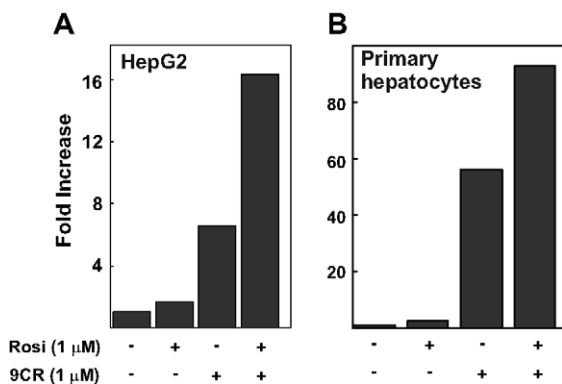 A
B
HepG2
Primary
hepatocytes
Fold Increase
16
12
8
4
80
60
40
20
Rosi (1 μM) - + - + - + - +
9CR (1 μM) - - + + - - + +